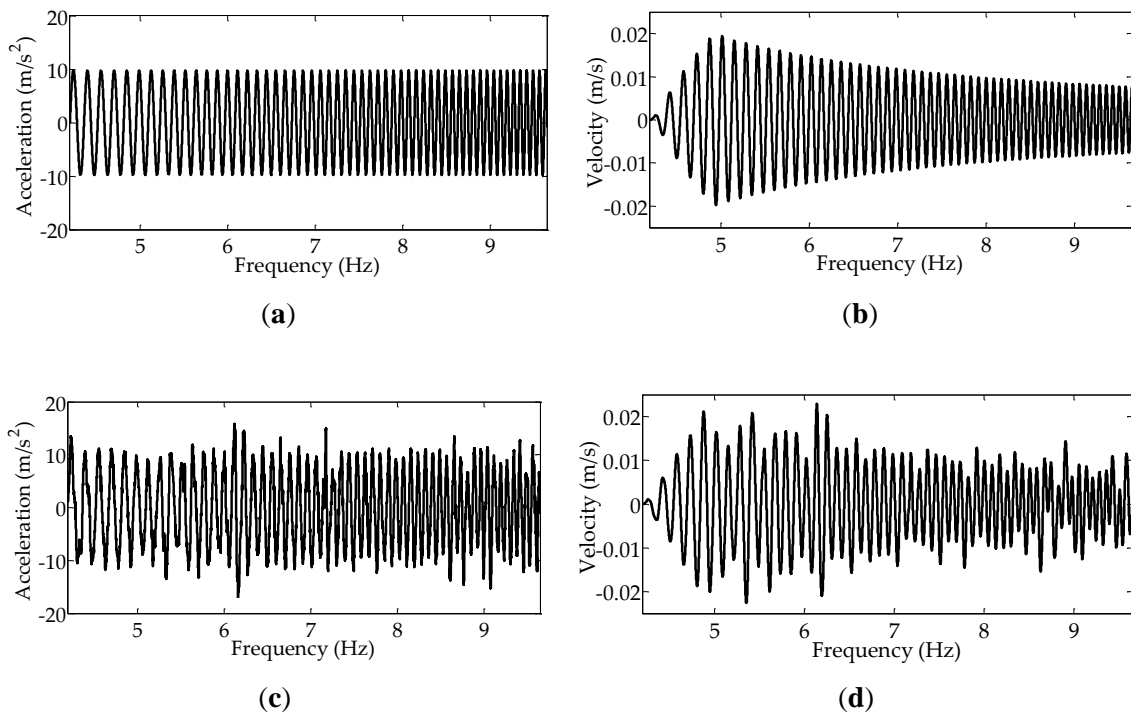 20
10
0
-10
-20
Acceleration (m/s2)
5 6 7 8 9
Frequency (Hz)
(a)
0.02
0.01
0
-0.01
-0.02
Velocity (m/s)
5 6 7 8 9
Frequency (Hz)
(b)
20
10
0
-10
-20
Acceleration (m/s2)
5 6 7 8 9
Frequency (Hz)
(c)
0.02
0.01
0
-0.01
-0.02
Velocity (m/s)
5 6 7 8 9
Frequency (Hz)
(d)